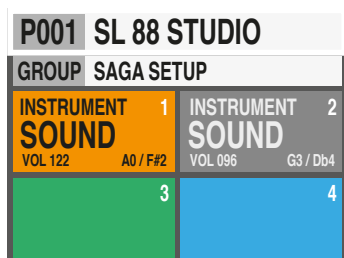 P001 SL 88 STUDIO
GROUP SAGA SETUP
INSTRUMENT 1
SOUND
VOL 122 A0 / F#2
INSTRUMENT 2
SOUND
VOL 096 G3 / Db4
3
4